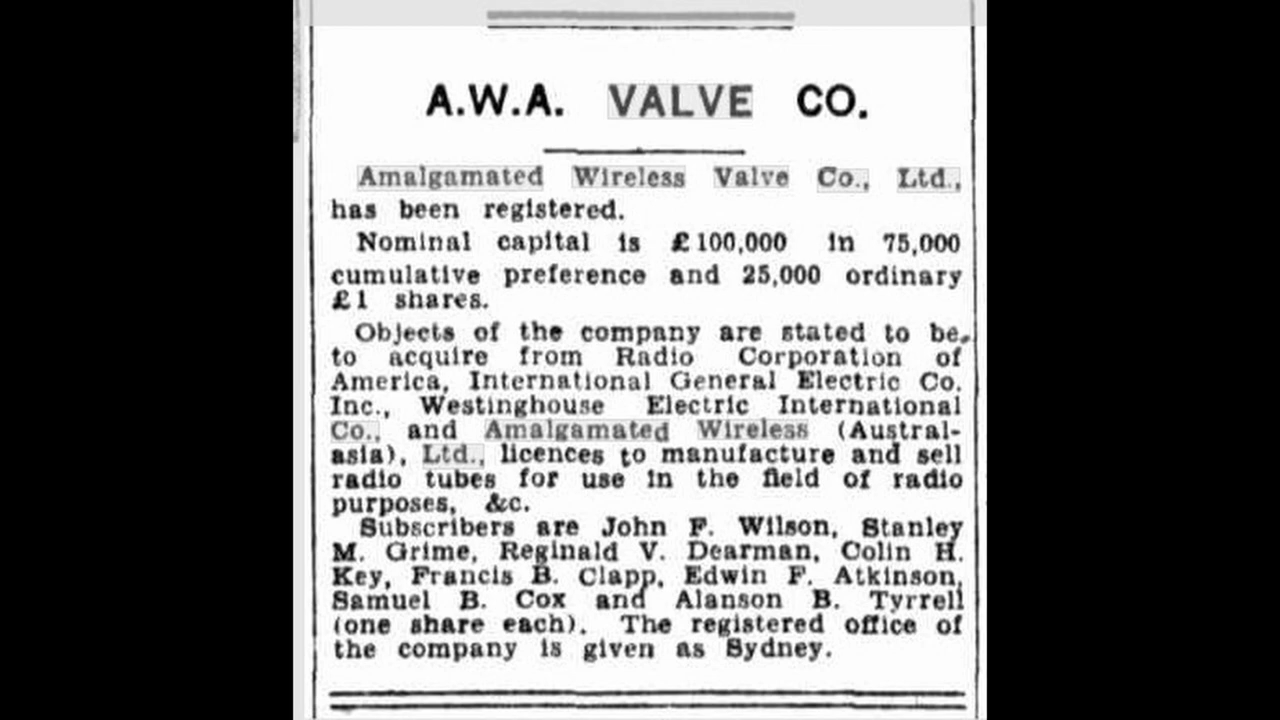 A.W.A. VALVE CO.
Amalgamated Wireless Valve Co., Ltd.,
has been registered.
Nominal capital is £100,000 in 75,000
cumulative preference and 25,000 ordinary
£1 shares.
Objects of the company are stated to be,
to acquire from Radio Corporation of
America, International General Electric Co.
Inc., Westinghouse Electric International
Co., and Amalgamated Wireless (Austral-
asia), Ltd., licences to manufacture and sell
radio tubes for use in the field of radio
purposes, &c.
Subscribers are John F. Wilson, Stanley
M. Grime, Reginald V. Dearman, Colin H.
Key, Francis B. Clapp, Edwin F. Atkinson,
Samuel B. Cox and Alanson B. Tyrrell
(one share each). The registered office of
the company is given as Sydney.